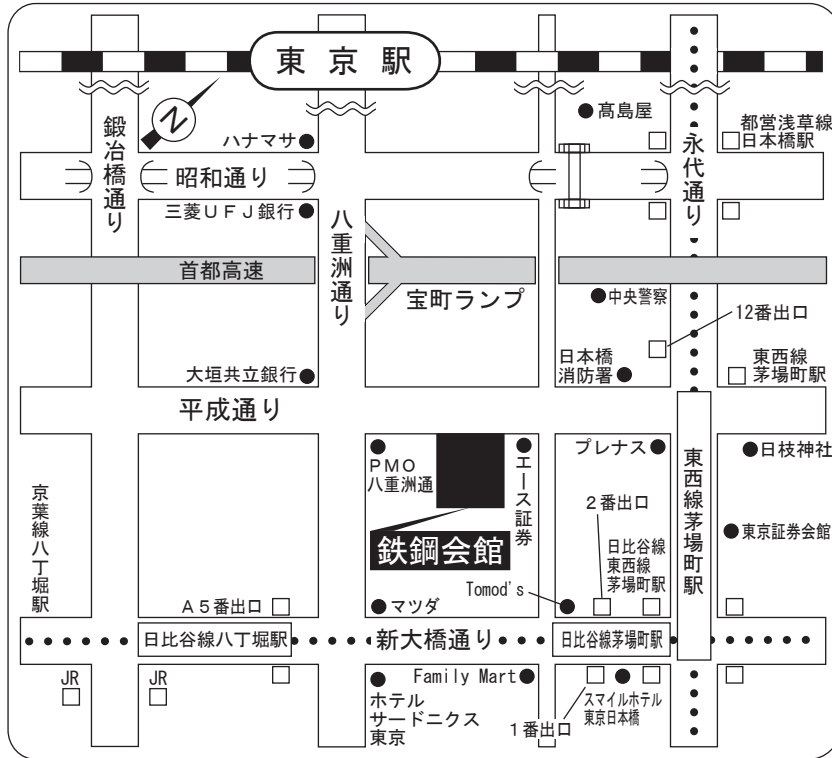 東京駅
N
髙島屋
都営浅草線
日本橋駅
ハナマサ
鍛冶橋通り
昭和通り
永代通り
三菱ＵＦＪ銀行
八重洲通り
首都高速
宝町ランプ
中央警察
12番出口
日本橋
消防署
東西線
茅場町駅
大垣共立銀行
平成通り
PMO
八重洲通
エース証券
プレナス
東西線茅場町駅
日枝神社
2番出口
京葉線八丁堀駅
鉄鋼会館
日比谷線
東西線
茅場町駅
東京証券会館
Tomod's
A5番出口
マツダ
日比谷線八丁堀駅
新大橋通り
日比谷線茅場町駅
JR
JR
Family Mart
ホテル
サードニクス
東京
1番出口
スマイルホテル
東京日本橋